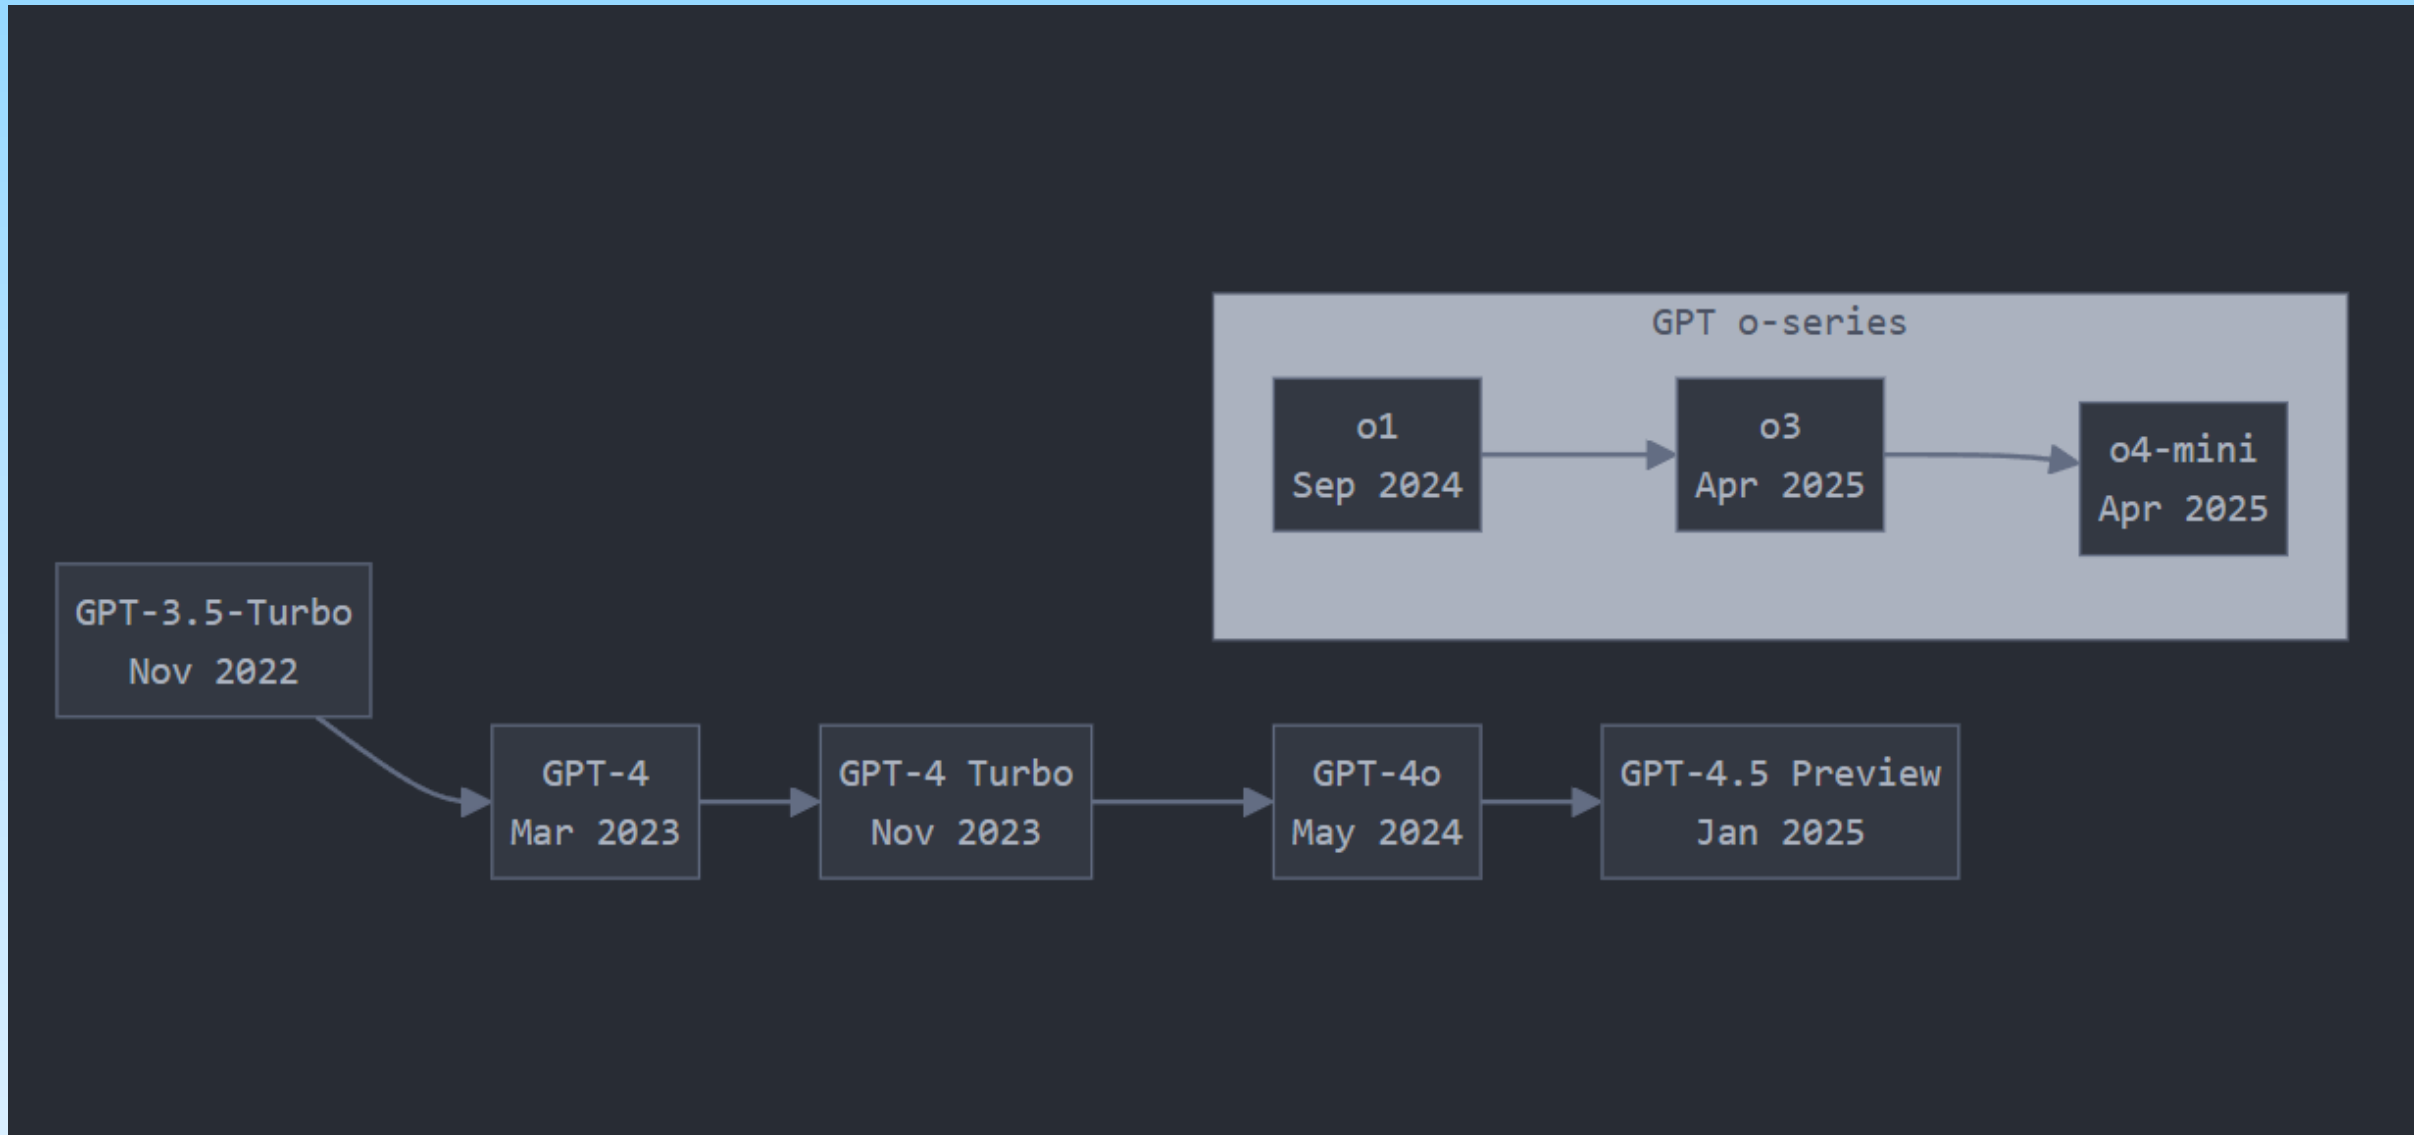 GPT o-series
o1
Sep 2024
o3
Apr 2025
o4-mini
Apr 2025
GPT-3.5-Turbo
Nov 2022
GPT-4
Mar 2023
GPT-4 Turbo
Nov 2023
GPT-4o
May 2024
GPT-4.5 Preview
Jan 2025